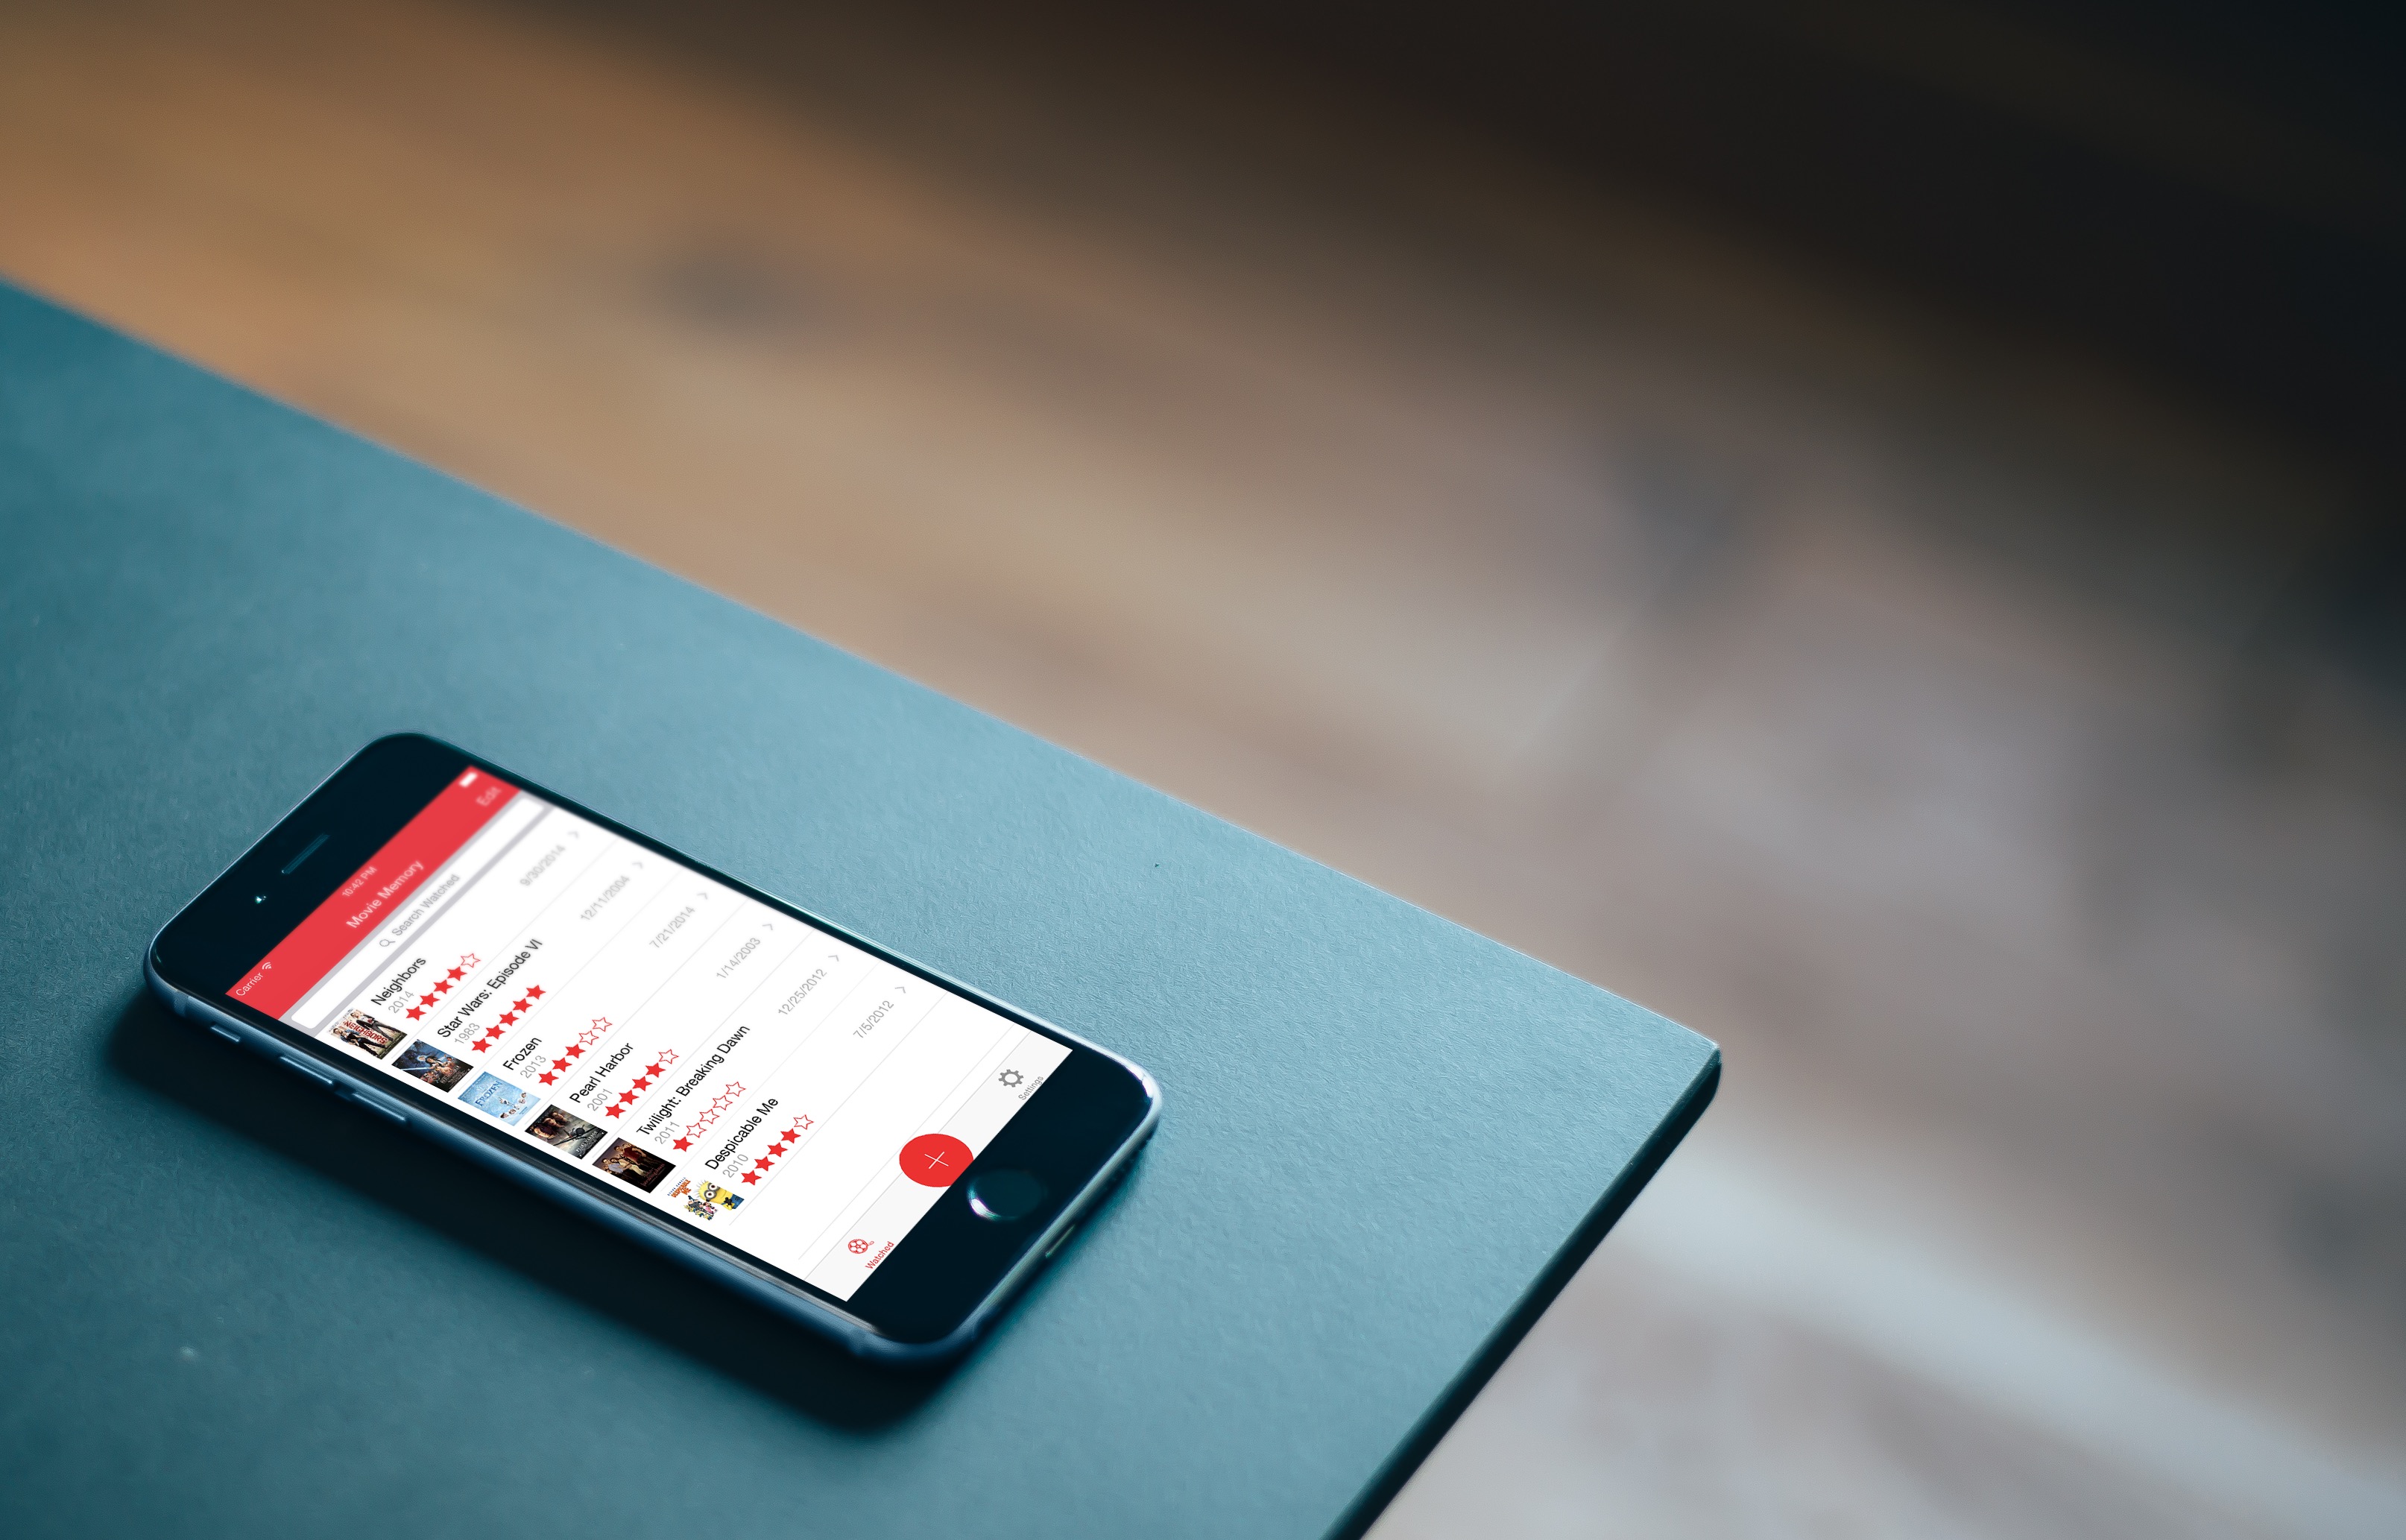 Carrier 10:42 PM
Movie Memory Edit
Search Watched
Neighbors
2014
9/30/2014
Star Wars: Episode VI
1983
12/11/2004
Frozen
2013
7/21/2014
Pearl Harbor
2001
1/14/2003
Twilight: Breaking Dawn
2011
12/25/2012
Despicable Me
2010
7/5/2012
Watched
Settings
NEIGHBORS
FROZEN